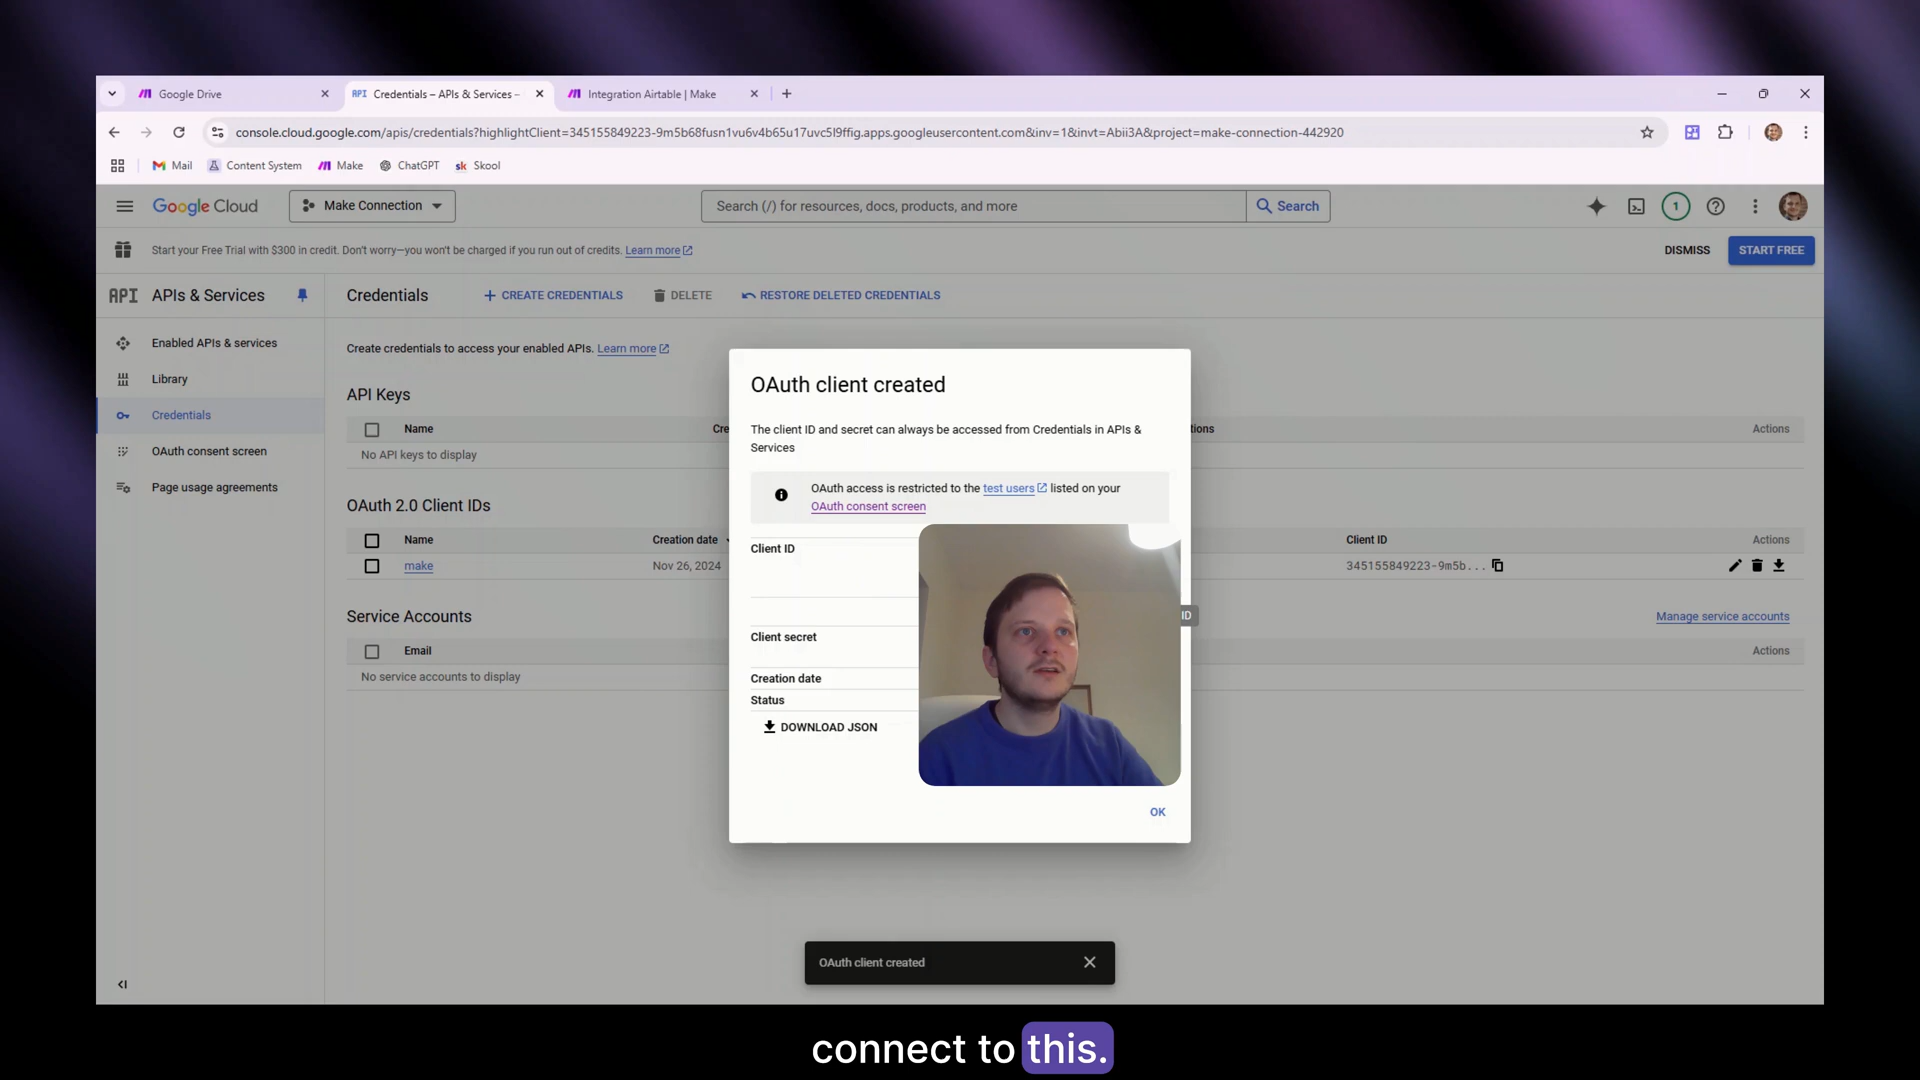 Google Drive
API Credentials – APIs & Services –
Integration Airtable | Make
console.cloud.google.com/apis/credentials?highlightClient=345155849223-9m5b68fusn1vu6v4b65u17uvc5l9ffig.apps.googleusercontent.com&inv=1&invt=Abii3A&project=make-connection-442920
Mail Content System Make ChatGPT sk Skool
Google Cloud Make Connection Search (/) for resources, docs, products, and more Search 1
Start your Free Trial with $300 in credit. Don't worry—you won't be charged if you run out of credits. Learn more DISMISS START FREE
API APIs & Services
Credentials + CREATE CREDENTIALS DELETE RESTORE DELETED CREDENTIALS
Enabled APIs & services
Library
Credentials
OAuth consent screen
Page usage agreements
Create credentials to access your enabled APIs. Learn more
API Keys
Name Cre tions Actions
No API keys to display
OAuth 2.0 Client IDs
Name Creation date Client ID Actions
make Nov 26, 2024 345155849223-9m5b...
Service Accounts Manage service accounts
Email Actions
No service accounts to display
OAuth client created
The client ID and secret can always be accessed from Credentials in APIs &
Services
OAuth access is restricted to the test users listed on your
OAuth consent screen
Client ID
ID
Client secret
Creation date
Status
DOWNLOAD JSON
OK
OAuth client created
connect to this.